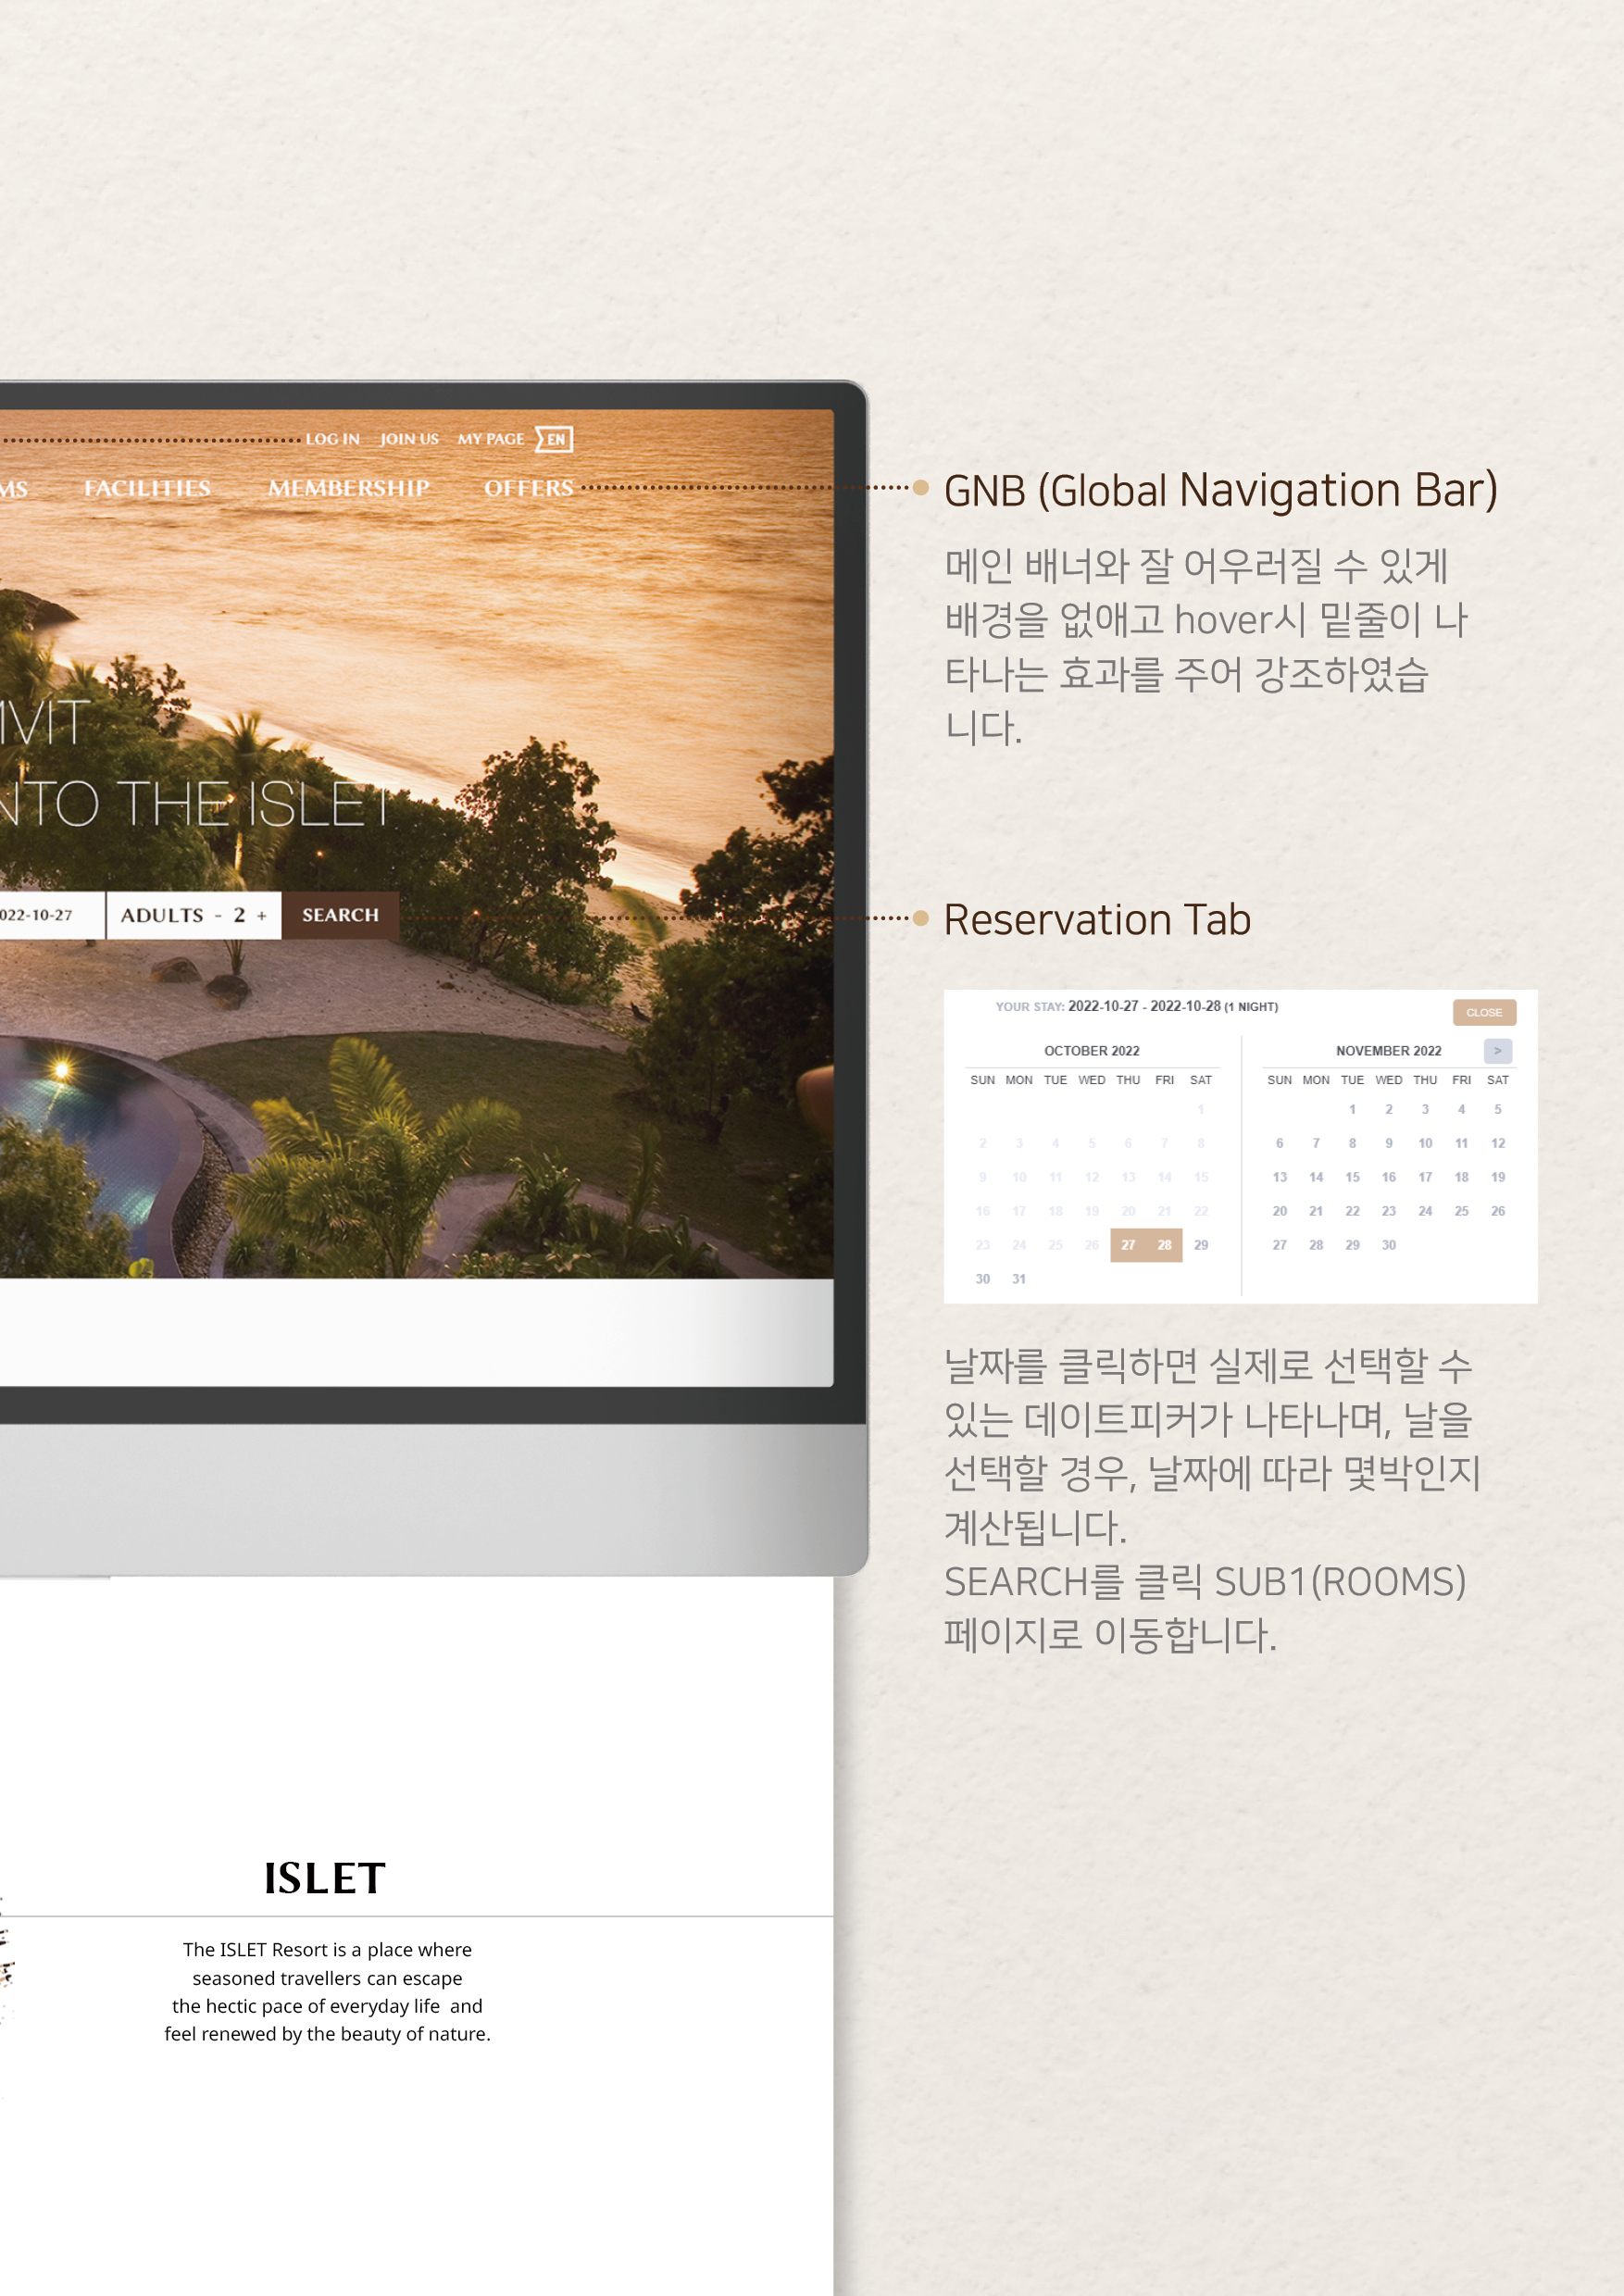 LOG IN JOIN US MY PAGE EN
MS FACILITIES MEMBERSHIP OFFERS
GNB (Global Navigation Bar)
메인 배너와 잘 어우러질 수 있게
배경을 없애고 hover시 밑줄이 나
타나는 효과를 주어 강조하였습
니다.
MVIT
NTO THE ISLET
022-10-27 ADULTS - 2 + SEARCH
Reservation Tab
YOUR STAY: 2022-10-27 - 2022-10-28 (1 NIGHT)
CLOSE
OCTOBER 2022
SUN MON TUE WED THU FRI SAT
1
2 3 4 5 6 7 8
9 10 11 12 13 14 15
16 17 18 19 20 21 22
23 24 25 26 27 28 29
30 31
NOVEMBER 2022 >
SUN MON TUE WED THU FRI SAT
1 2 3 4 5
6 7 8 9 10 11 12
13 14 15 16 17 18 19
20 21 22 23 24 25 26
27 28 29 30
날짜를 클릭하면 실제로 선택할 수
있는 데이트피커가 나타나며, 날을
선택할 경우, 날짜에 따라 몇박인지
계산됩니다.
SEARCH를 클릭 SUB1(ROOMS)
페이지로 이동합니다.
ISLET
The ISLET Resort is a place where
seasoned travellers can escape
the hectic pace of everyday life and
feel renewed by the beauty of nature.